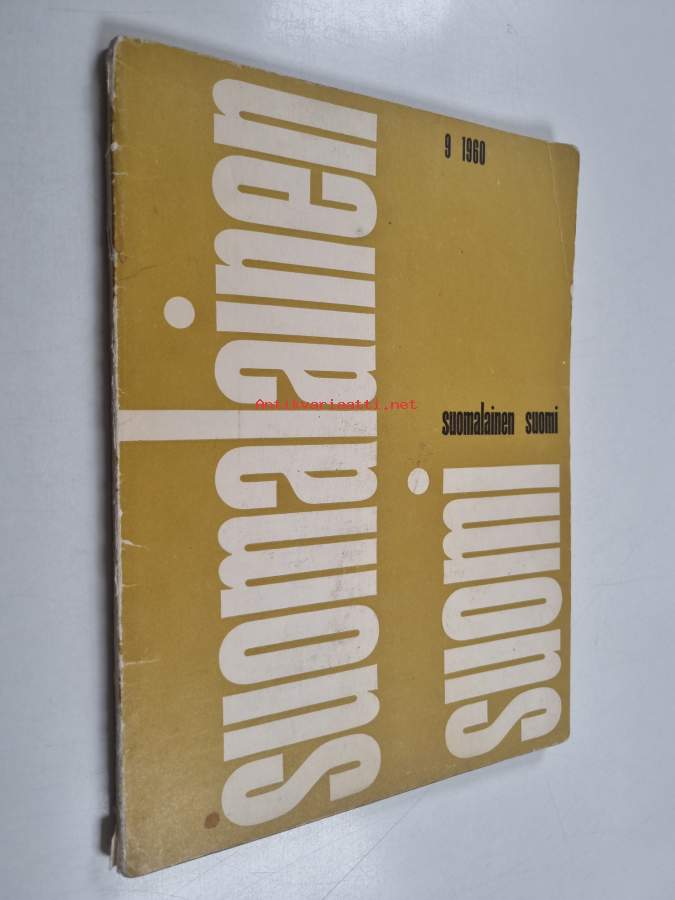 suomalainen
suomi
9 1960
suomalainen suomi
Antikvariaatti.net